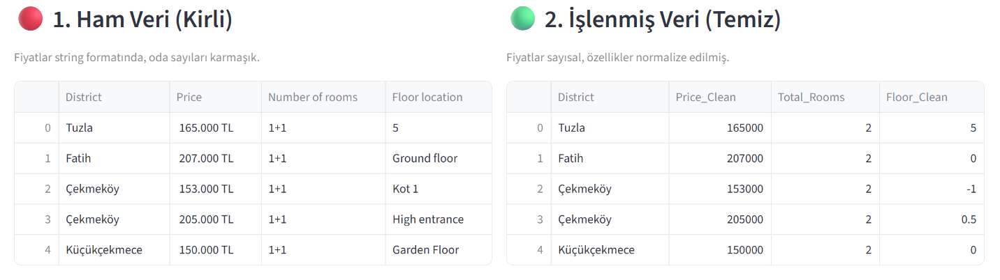 1. Ham Veri (Kirli)
Fiyatlar string formatında, oda sayıları karmaşık.
District Price Number of rooms Floor location
0 Tuzla 165.000 TL 1+1 5
1 Fatih 207.000 TL 1+1 Ground floor
2 Çekmeköy 153.000 TL 1+1 Kot 1
3 Çekmeköy 205.000 TL 1+1 High entrance
4 Küçükçekmece 150.000 TL 1+1 Garden Floor
2. İşlenmiş Veri (Temiz)
Fiyatlar sayısal, özellikler normalize edilmiş.
District Price_Clean Total_Rooms Floor_Clean
0 Tuzla 165000 2 5
1 Fatih 207000 2 0
2 Çekmeköy 153000 2 -1
3 Çekmeköy 205000 2 0.5
4 Küçükçekmece 150000 2 0